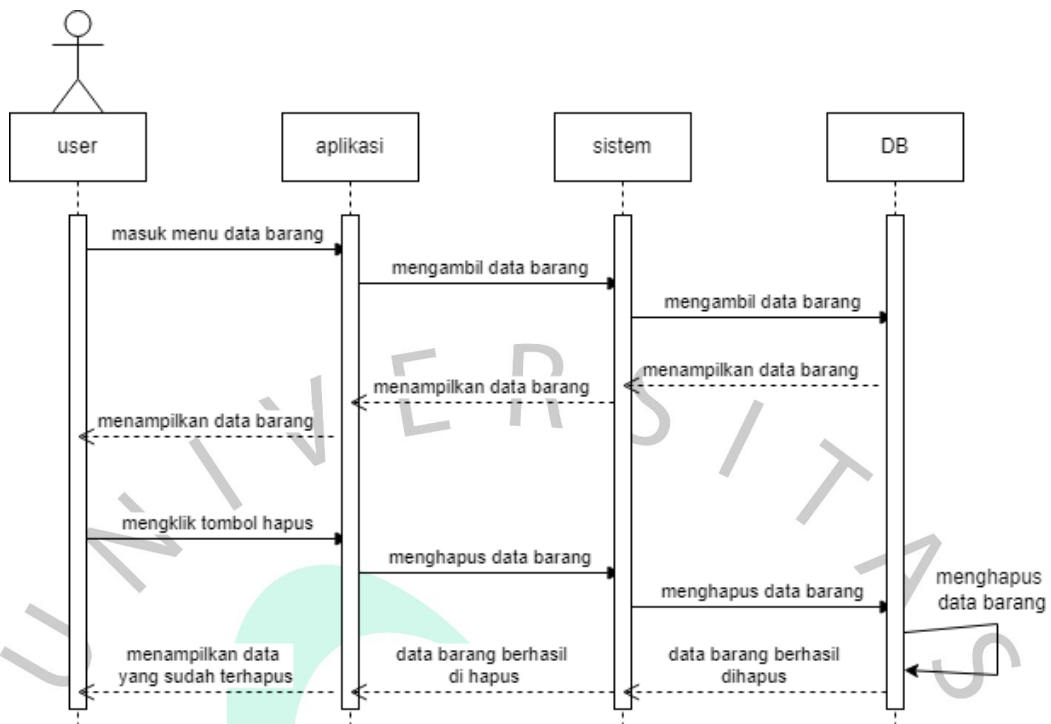 user
aplikasi
sistem
DB
masuk menu data barang
mengambil data barang
mengambil data barang
menampilkan data barang
menampilkan data barang
menampilkan data barang
mengklik tombol hapus
menghapus data barang
menghapus data barang
menghapus
data barang
data barang berhasil
dihapus
data barang berhasil
di hapus
menampilkan data
yang sudah terhapus
UNIVERSITAS